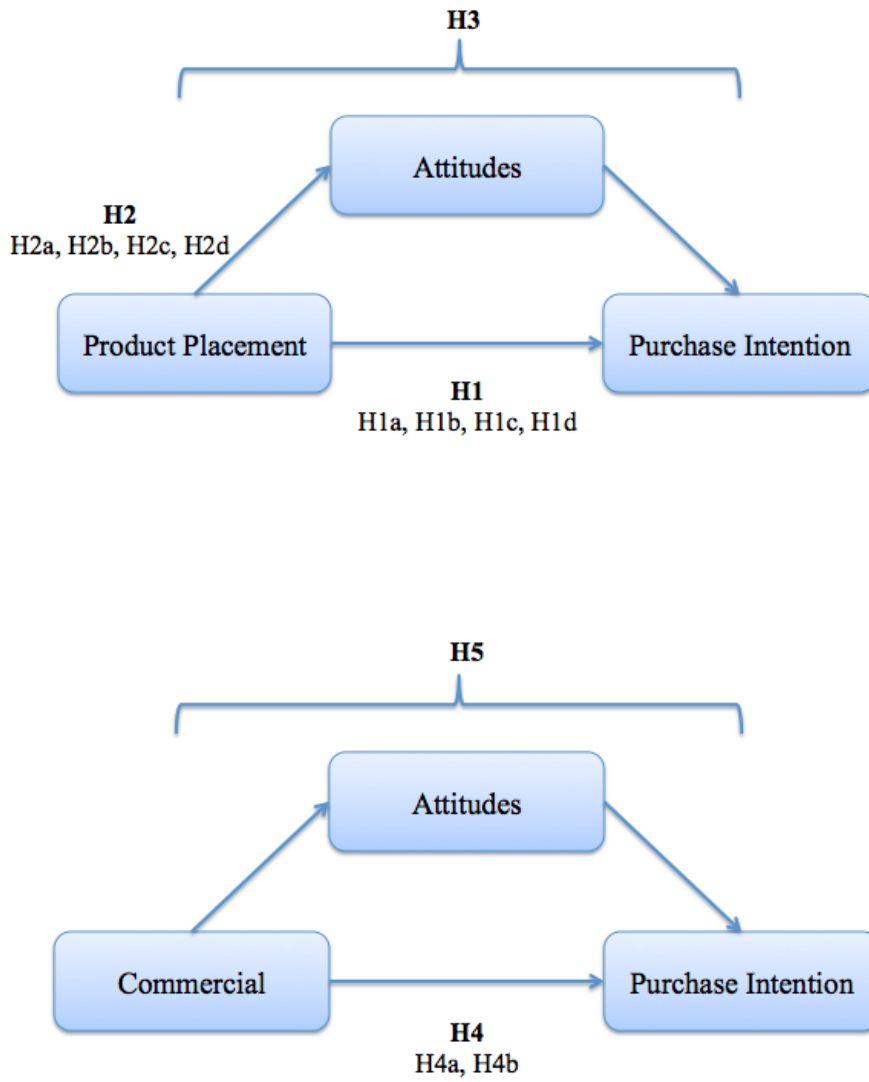 H3
Attitudes
H2
H2a, H2b, H2c, H2d
Product Placement
Purchase Intention
H1
H1a, H1b, H1c, H1d
H5
Attitudes
Commercial
Purchase Intention
H4
H4a, H4b